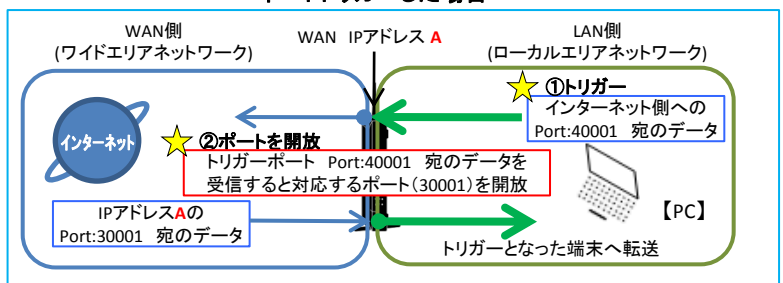 WAN側
(ワイドエリアネットワーク)
WAN IPアドレス A
LAN側
(ローカルエリアネットワーク)
①トリガー
インターネット側への
Port:40001 宛のデータ
インターネット
②ポートを開放
トリガーポート Port:40001 宛のデータを
受信すると対応するポート(30001)を開放
IPアドレスAの
Port:30001 宛のデータ
【PC】
トリガーとなった端末へ転送